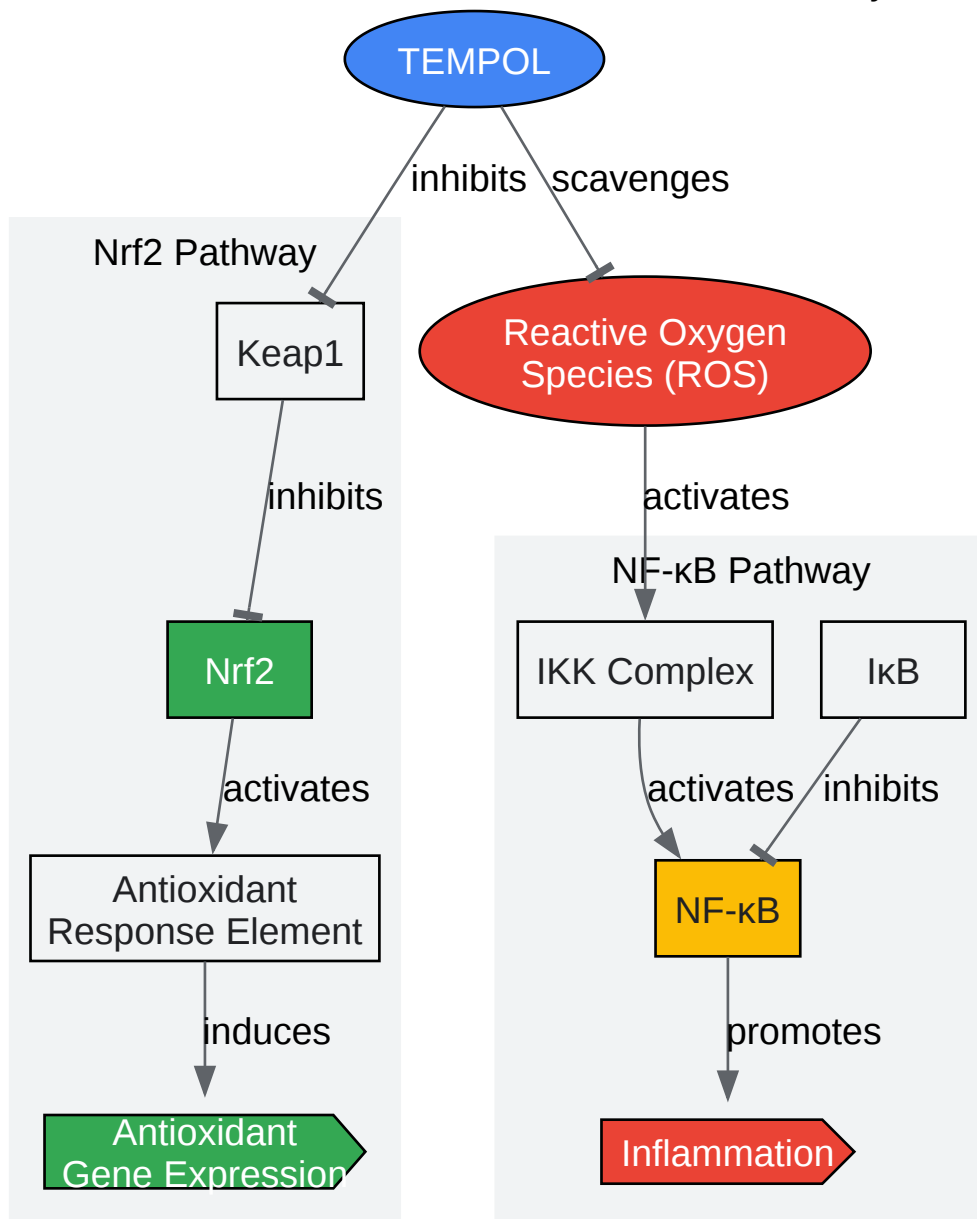 TEMPOL
inhibits
scavenges
Nrf2 Pathway
Keap1
Reactive Oxygen
Species (ROS)
inhibits
activates
NF-κB Pathway
Nrf2
IKK Complex
IκB
activates
activates
inhibits
Antioxidant
Response Element
NF-κB
induces
promotes
Antioxidant
Gene Expression
Inflammation